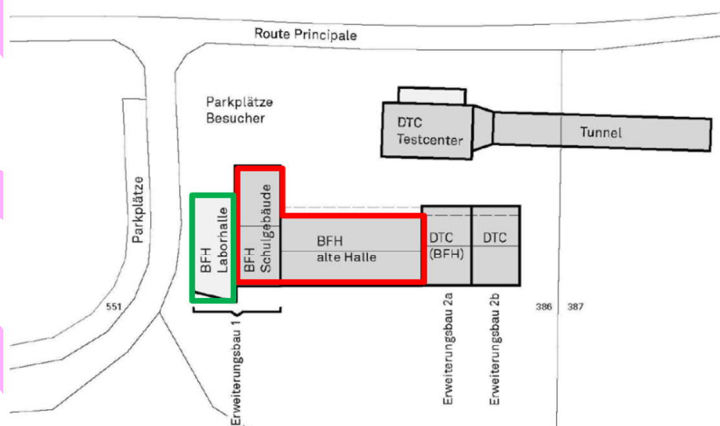 Route Principale
Parkplätze
Besucher
DTC
Testcenter
Tunnel
Parkplätze
BFH
Laborhalle
BFH
Schulgebäude
BFH
alte Halle
DTC
(BFH)
DTC
551
386
387
Erweiterungsbau 1
Erweiterungsbau 2a
Erweiterungsbau 2b